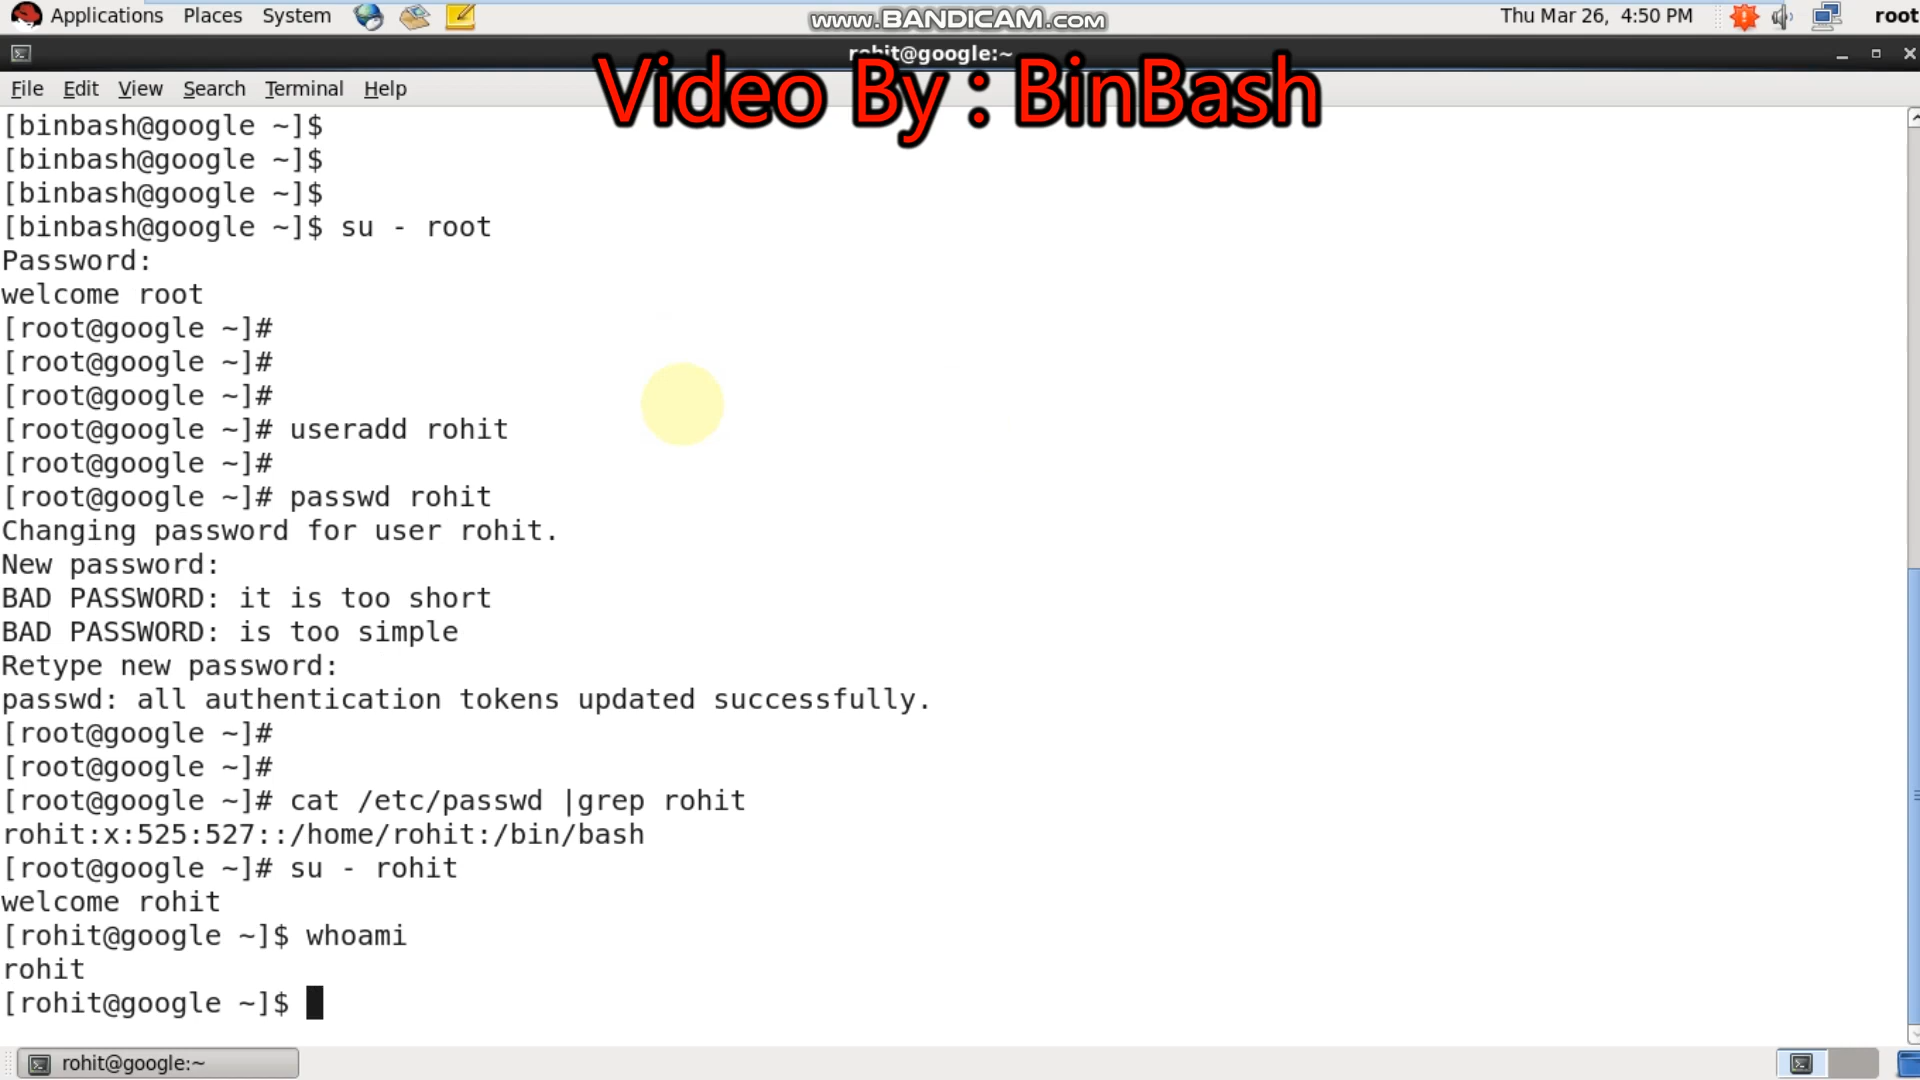 Applications Places System
www.BANDICAM.com
Thu Mar 26, 4:50 PM
root
rohit@google:~
Video By : BinBash
File Edit View Search Terminal Help
[binbash@google ~]$
[binbash@google ~]$
[binbash@google ~]$
[binbash@google ~]$ su - root
Password:
welcome root
[root@google ~]#
[root@google ~]#
[root@google ~]#
[root@google ~]# useradd rohit
[root@google ~]#
[root@google ~]# passwd rohit
Changing password for user rohit.
New password:
BAD PASSWORD: it is too short
BAD PASSWORD: is too simple
Retype new password:
passwd: all authentication tokens updated successfully.
[root@google ~]#
[root@google ~]#
[root@google ~]# cat /etc/passwd |grep rohit
rohit:x:525:527::/home/rohit:/bin/bash
[root@google ~]# su - rohit
welcome rohit
[rohit@google ~]$ whoami
rohit
[rohit@google ~]$
rohit@google:~